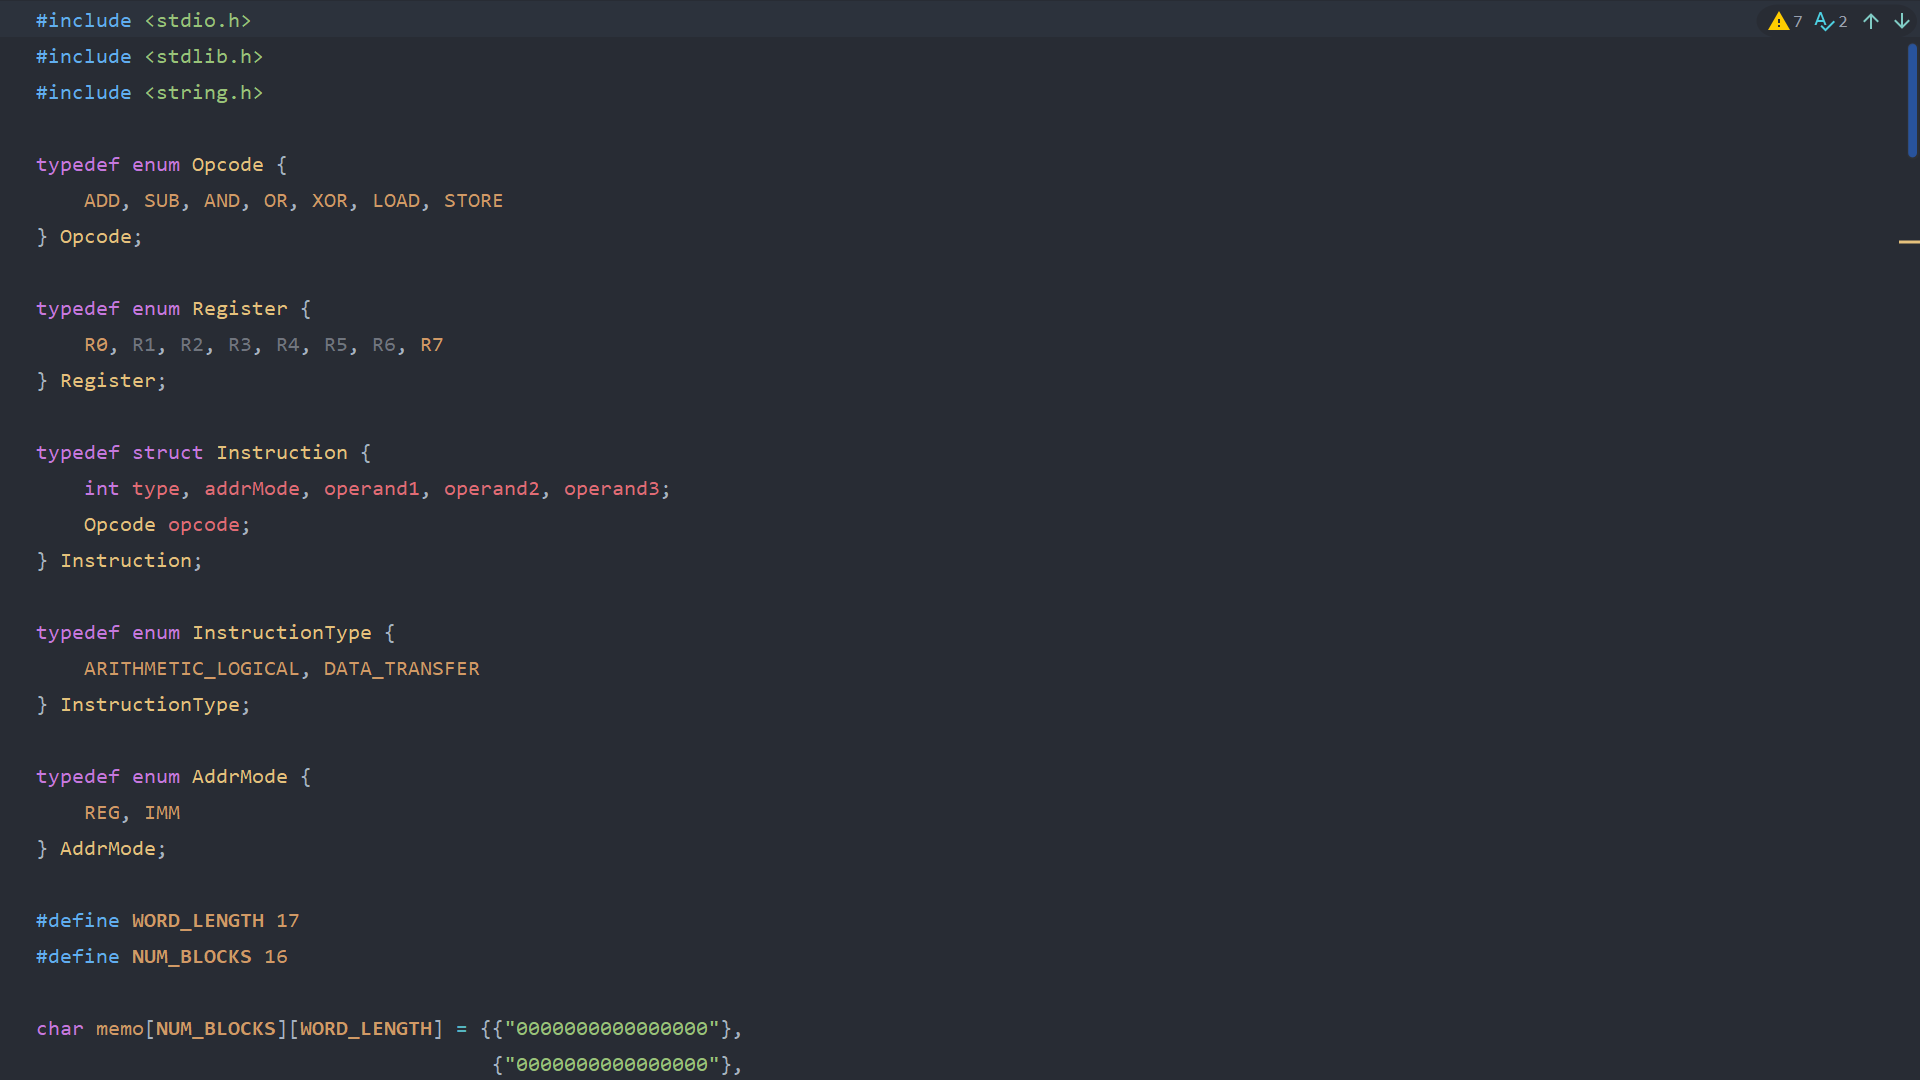 #include <stdio.h>
7 2
#include <stdlib.h>
#include <string.h>
typedef enum Opcode {
ADD, SUB, AND, OR, XOR, LOAD, STORE
} Opcode;
typedef enum Register {
R0, R1, R2, R3, R4, R5, R6, R7
} Register;
typedef struct Instruction {
int type, addrMode, operand1, operand2, operand3;
Opcode opcode;
} Instruction;
typedef enum InstructionType {
ARITHMETIC_LOGICAL, DATA_TRANSFER
} InstructionType;
typedef enum AddrMode {
REG, IMM
} AddrMode;
#define WORD_LENGTH 17
#define NUM_BLOCKS 16
char memo[NUM_BLOCKS][WORD_LENGTH] = {{"0000000000000000"},
{"0000000000000000"},